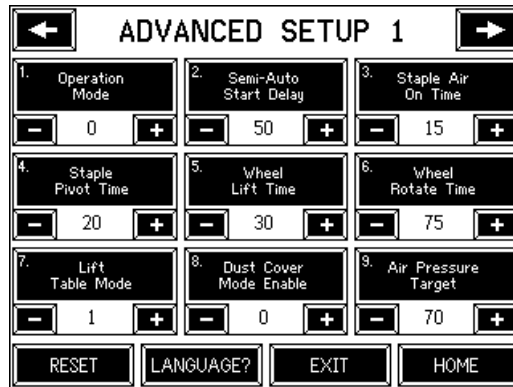 ADVANCED SETUP 1
1. Operation
Mode
2. Semi-Auto
Start Delay
3. Staple Air
On Time
− 0 +
− 50 +
− 15 +
4. Staple
Pivot Time
5. Wheel
Lift Time
6. Wheel
Rotate Time
− 20 +
− 30 +
− 75 +
7. Lift
Table Mode
8. Dust Cover
Mode Enable
9. Air Pressure
Target
− 1 +
− 0 +
− 70 +
RESET
LANGUAGE?
EXIT
HOME